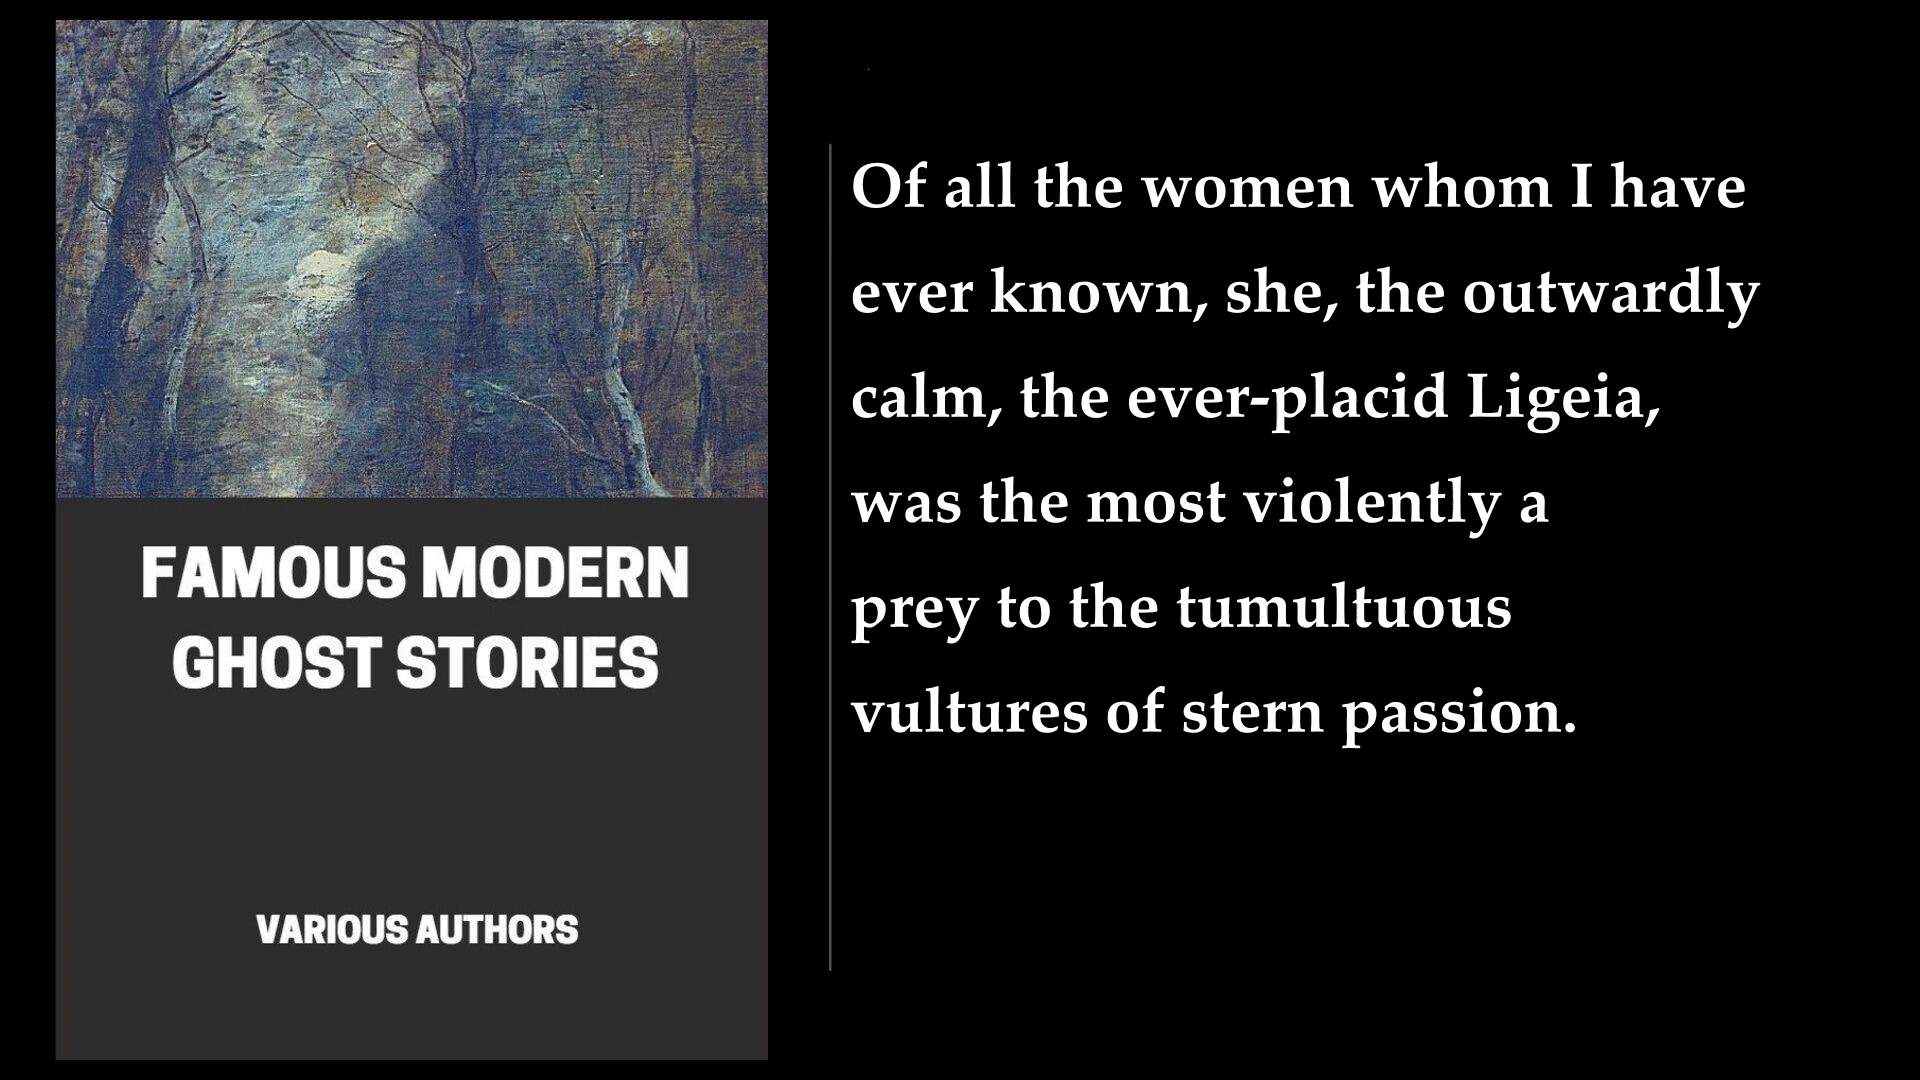 FAMOUS MODERN
GHOST STORIES
VARIOUS AUTHORS
Of all the women whom I have
ever known, she, the outwardly
calm, the ever-placid Ligeia,
was the most violently a
prey to the tumultuous
vultures of stern passion.